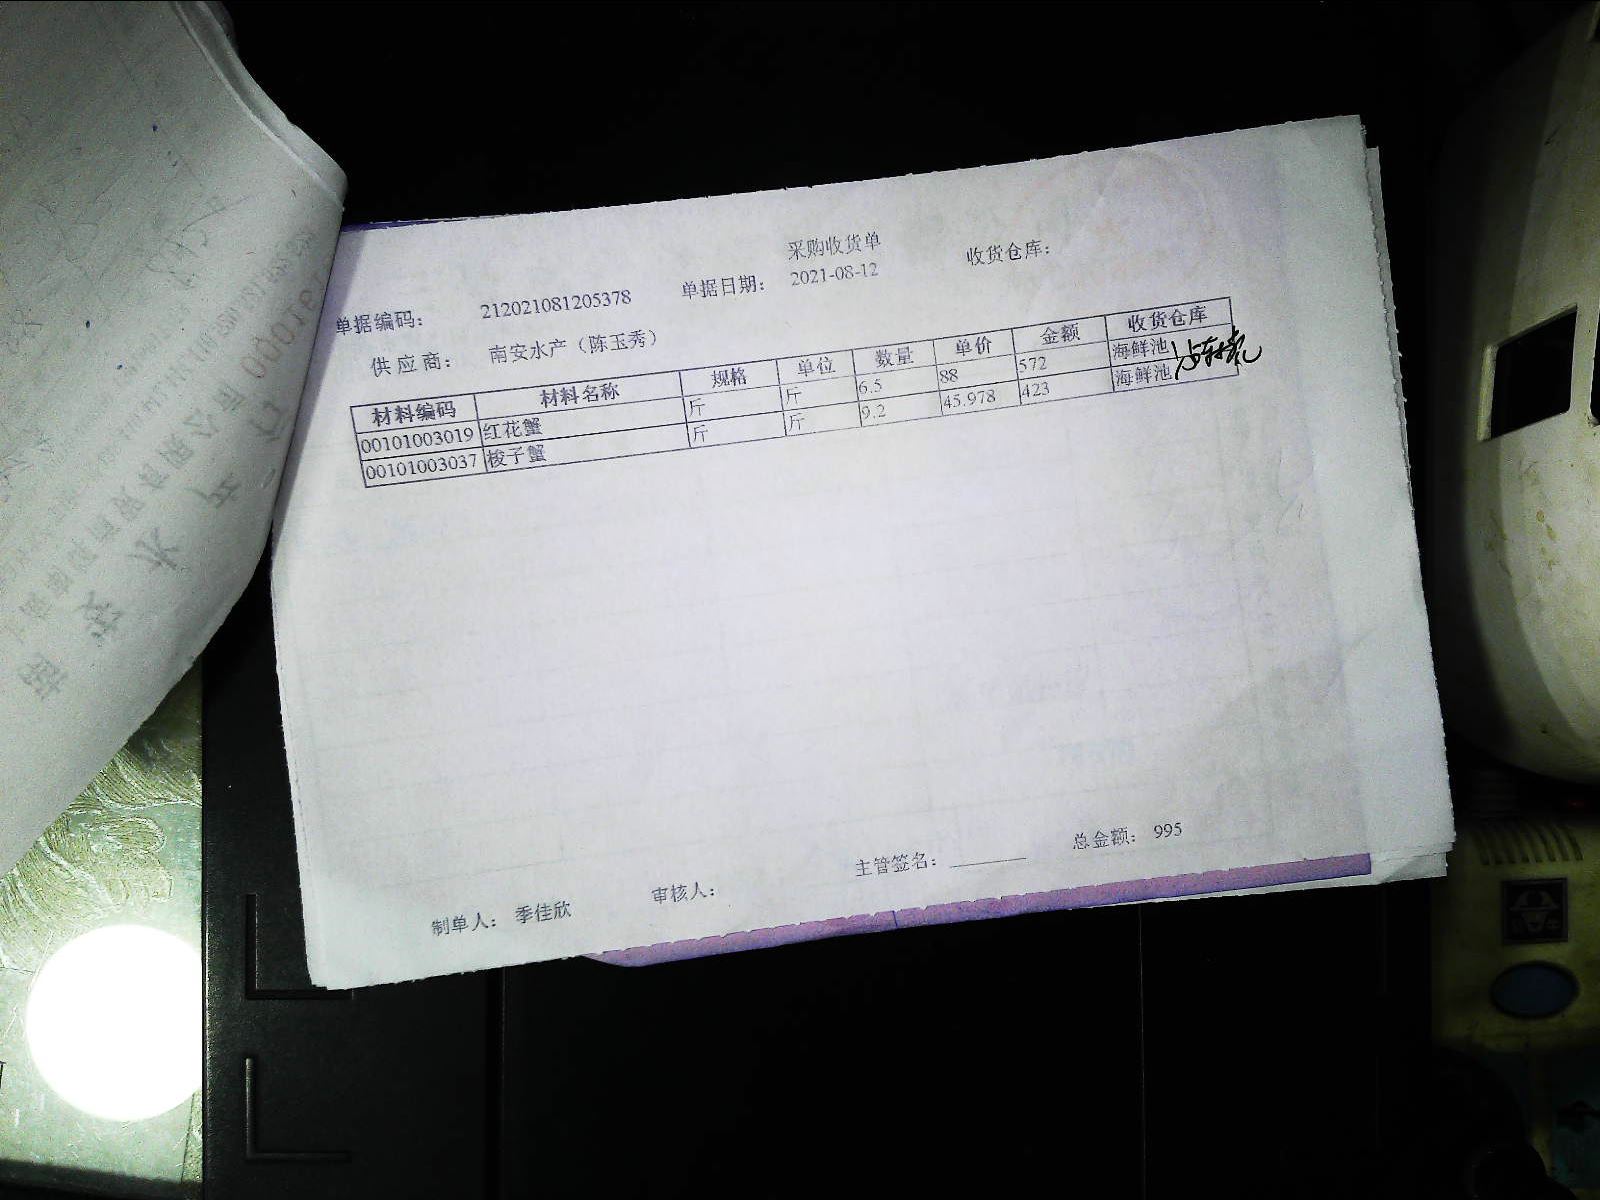 采购收货单
单据编码: 212021081205378 单据日期: 2021-08-12 收货仓库:
供应商: 南安水产（陈玉秀）
材料编码 材料名称 规格 单位 数量 单价 金额 收货仓库
00101003019 红花蟹 斤 斤 6.5 88 572 海鲜池
00101003037 梭子蟹 斤 斤 9.2 45.978 423 海鲜池
主管签名: 总金额: 995
制单人: 季佳欣 审核人: